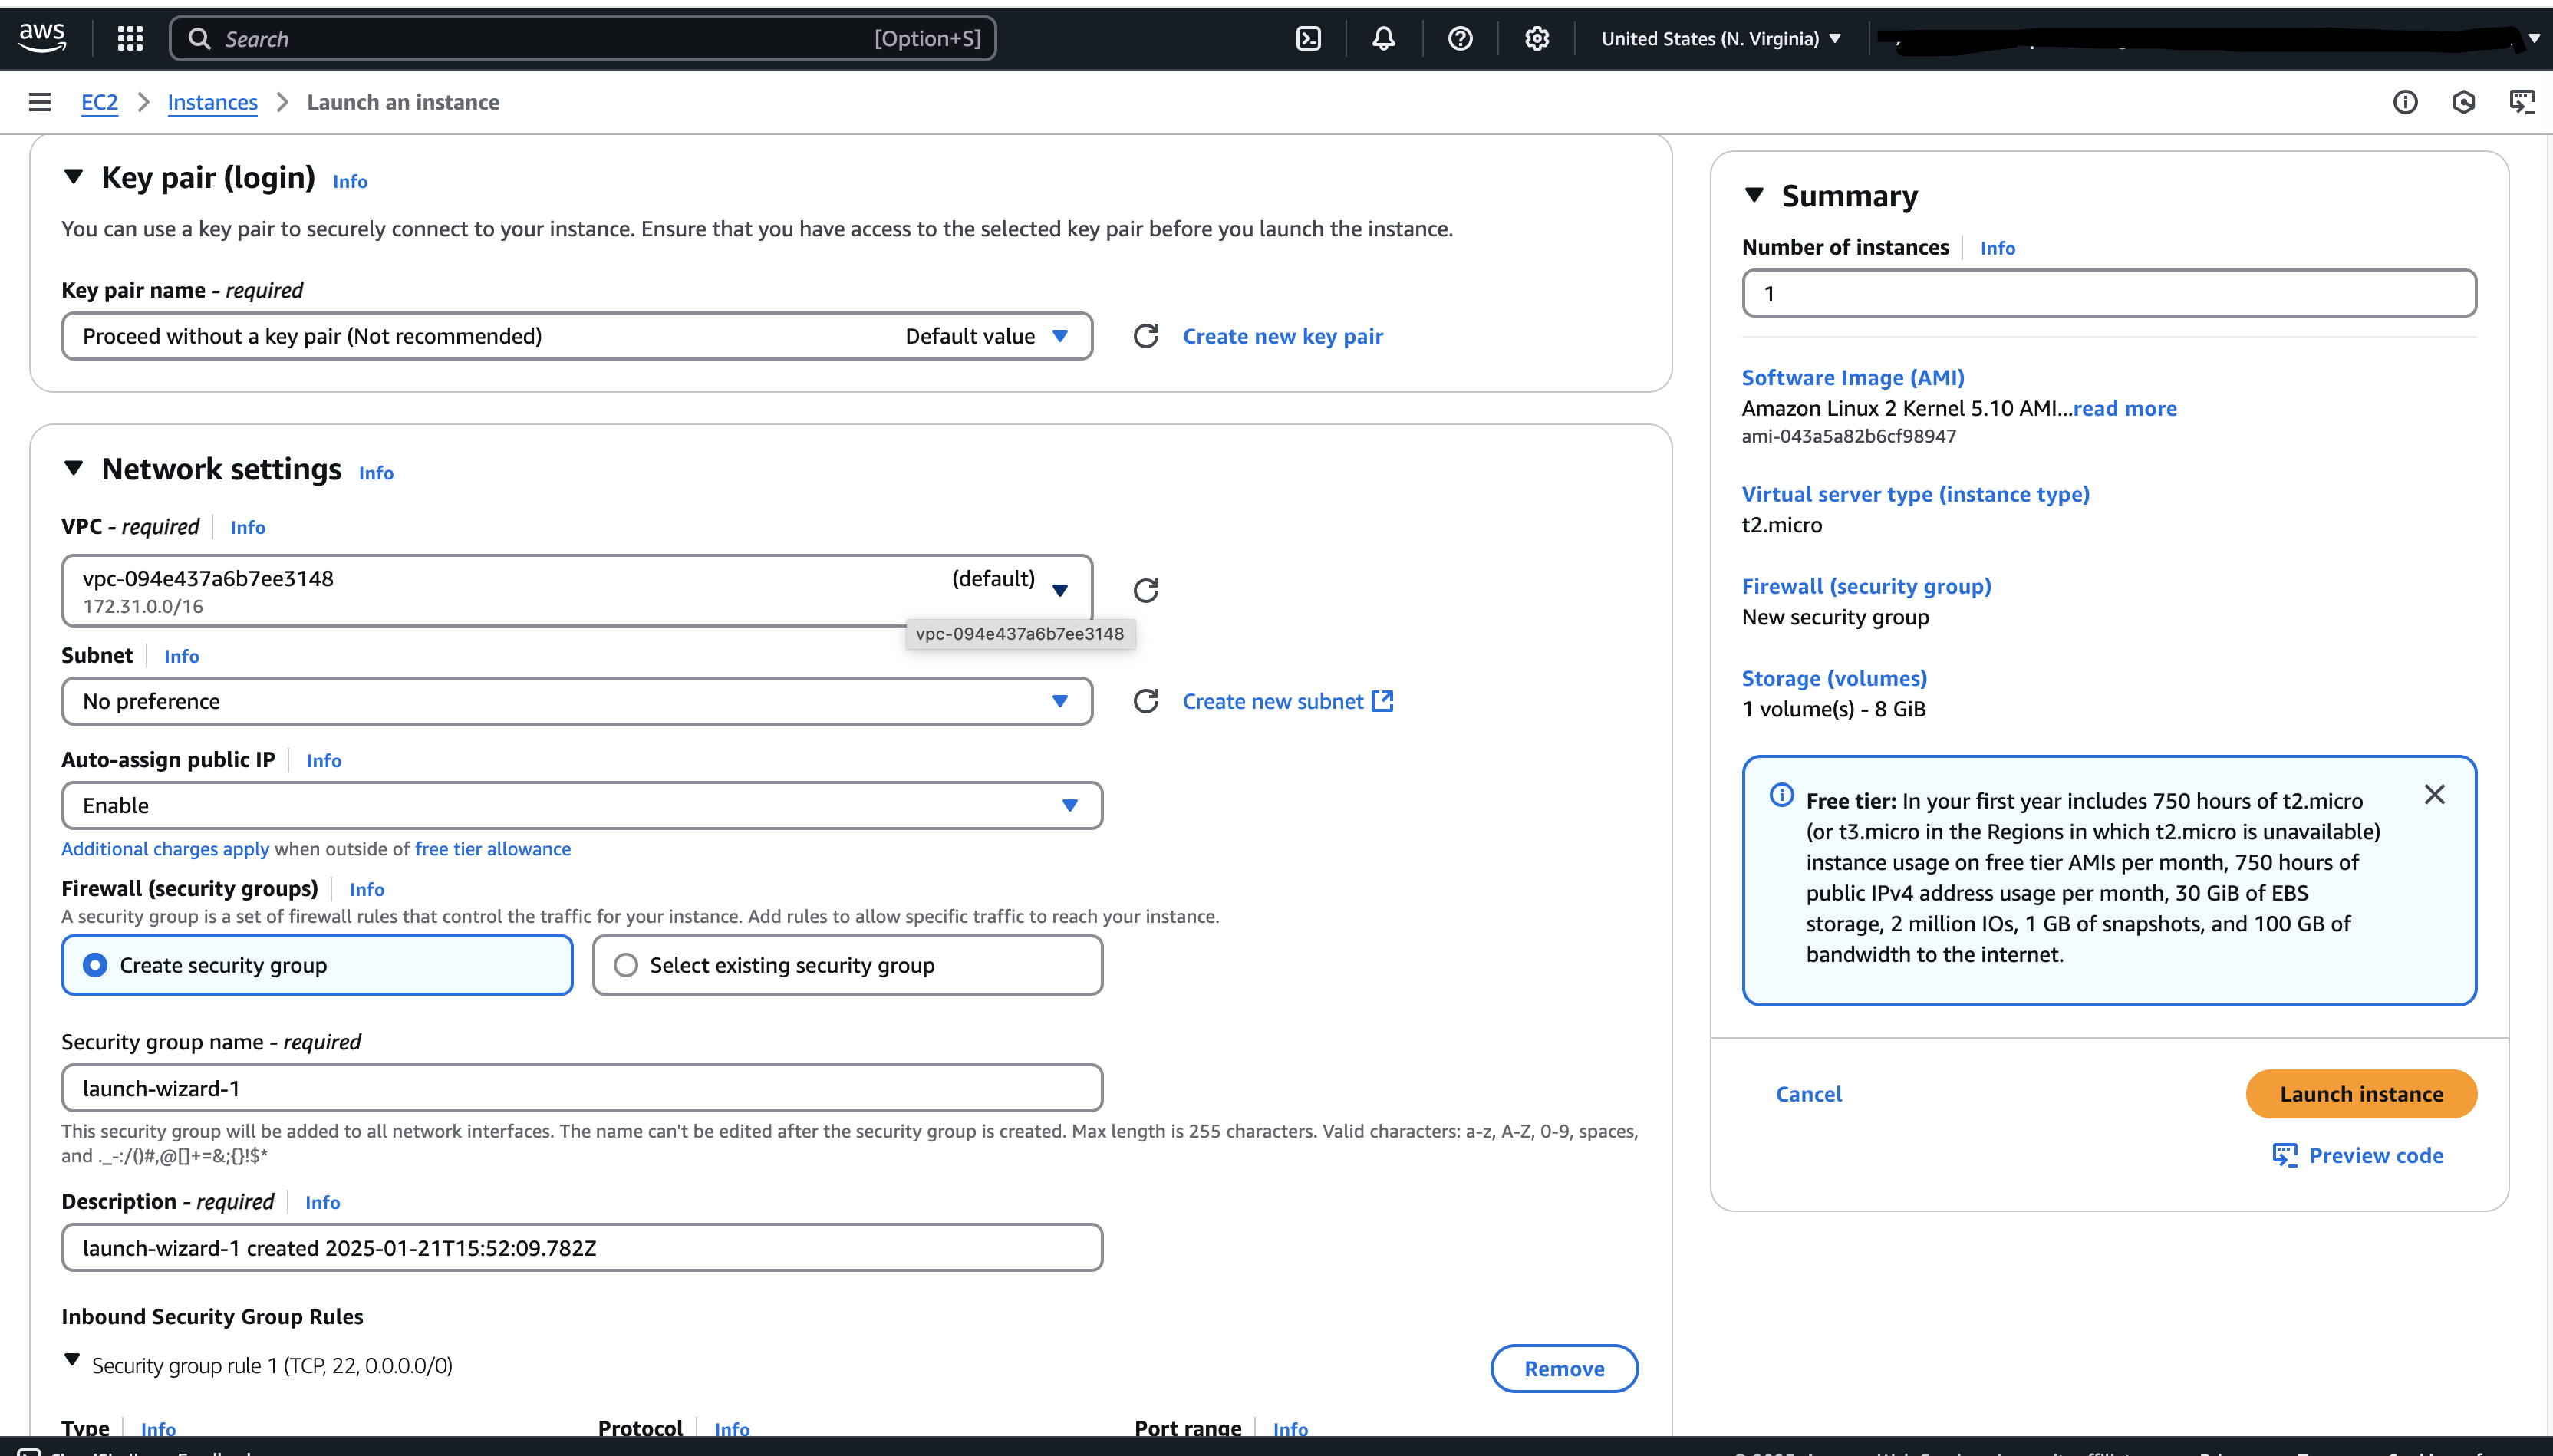 aws
Search [Option+S]
United States (N. Virginia)
EC2 Instances Launch an instance
Key pair (login) Info
You can use a key pair to securely connect to your instance. Ensure that you have access to the selected key pair before you launch the instance.
Key pair name - required
Proceed without a key pair (Not recommended) Default value
Create new key pair
Network settings Info
VPC - required Info
vpc-094e437a6b7ee3148 (default)
172.31.0.0/16
vpc-094e437a6b7ee3148
Subnet Info
No preference
Create new subnet
Auto-assign public IP Info
Enable
Additional charges apply when outside of free tier allowance
Firewall (security groups) Info
A security group is a set of firewall rules that control the traffic for your instance. Add rules to allow specific traffic to reach your instance.
Create security group
Select existing security group
Security group name - required
launch-wizard-1
This security group will be added to all network interfaces. The name can't be edited after the security group is created. Max length is 255 characters. Valid characters: a-z, A-Z, 0-9, spaces,
and ._-:/()#,@[]+=&;{}!$*
Description - required Info
launch-wizard-1 created 2025-01-21T15:52:09.782Z
Inbound Security Group Rules
Security group rule 1 (TCP, 22, 0.0.0.0/0)
Remove
Type Info Protocol Info Port range Info
Summary
Number of instances Info
1
Software Image (AMI)
Amazon Linux 2 Kernel 5.10 AMI...read more
ami-043a5a82b6cf98947
Virtual server type (instance type)
t2.micro
Firewall (security group)
New security group
Storage (volumes)
1 volume(s) - 8 GiB
Free tier: In your first year includes 750 hours of t2.micro
(or t3.micro in the Regions in which t2.micro is unavailable)
instance usage on free tier AMIs per month, 750 hours of
public IPv4 address usage per month, 30 GiB of EBS
storage, 2 million IOs, 1 GB of snapshots, and 100 GB of
bandwidth to the internet.
Cancel
Launch instance
Preview code